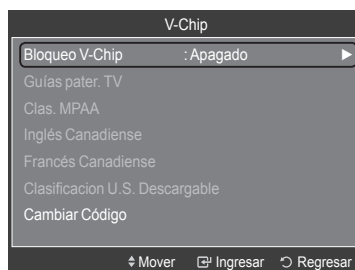 V-Chip
Bloqueo V-Chip : Apagado
Guías pater. TV
Clas. MPAA
Inglés Canadiense
Francés Canadiense
Clasificacion U.S. Descargable
Cambiar Código
Mover Ingresar Regresar